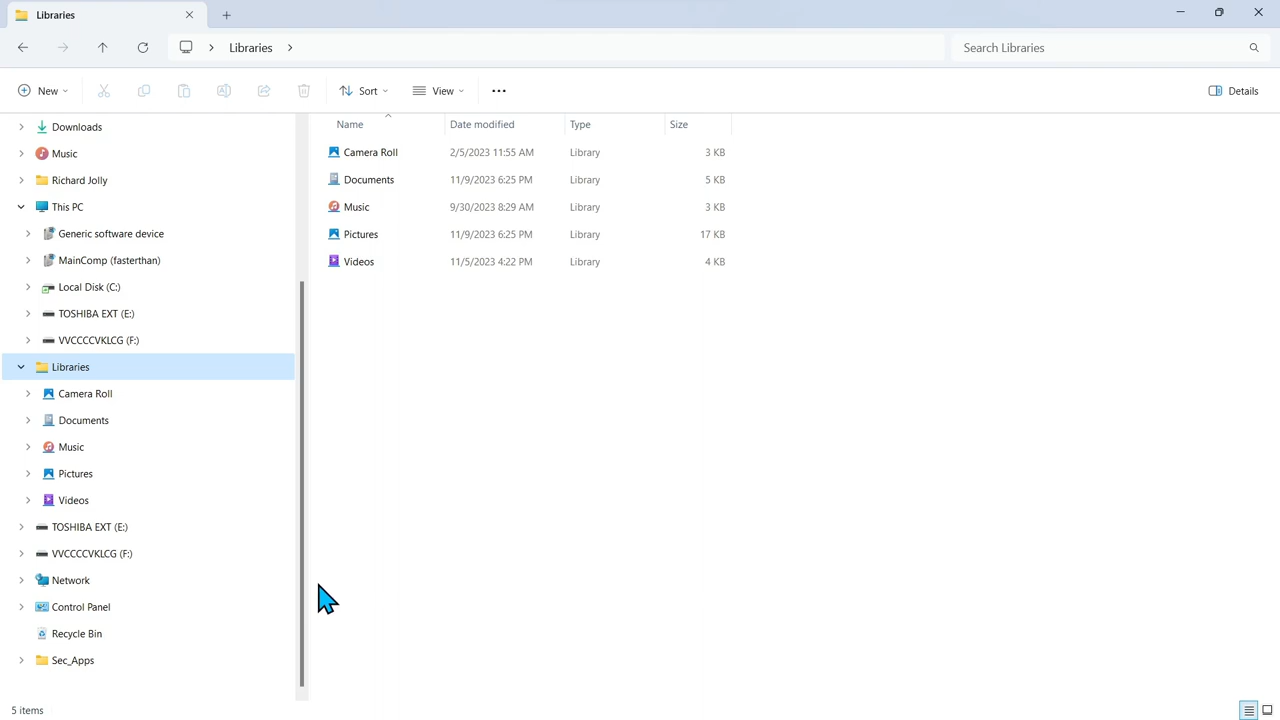 Libraries
Libraries
Search Libraries
New
Sort
View
Details
Downloads
Music
Richard Jolly
This PC
Generic software device
MainComp (fasterthan)
Local Disk (C:)
TOSHIBA EXT (E:)
VVCCCCVKLCG (F:)
Libraries
Camera Roll
Documents
Music
Pictures
Videos
TOSHIBA EXT (E:)
VVCCCCVKLCG (F:)
Network
Control Panel
Recycle Bin
Sec_Apps
Name Date modified Type Size
Camera Roll 2/5/2023 11:55 AM Library 3 KB
Documents 11/9/2023 6:25 PM Library 5 KB
Music 9/30/2023 8:29 AM Library 3 KB
Pictures 11/9/2023 6:25 PM Library 17 KB
Videos 11/5/2023 4:22 PM Library 4 KB
5 items